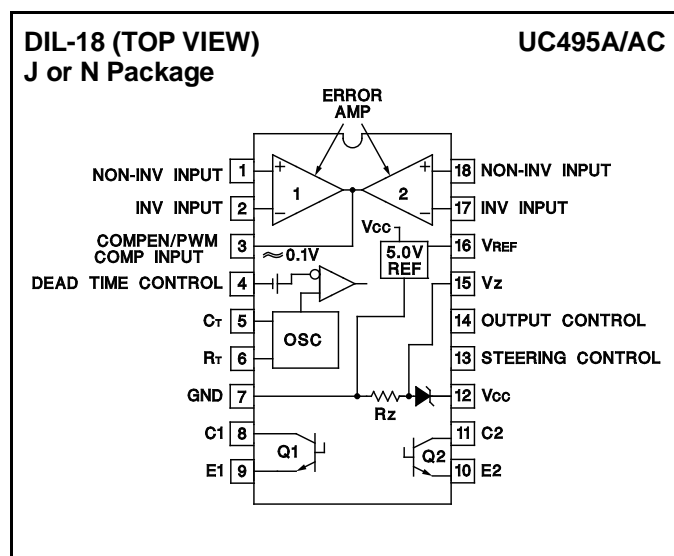 DIL-18 (TOP VIEW) UC495A/AC
J or N Package
ERROR
AMP
NON-INV INPUT 1 + + 18 NON-INV INPUT
1 2
INV INPUT 2 – – 17 INV INPUT
Vcc
COMPEN/PWM
COMP INPUT 3 ≈0.1V 5.0V
REF 16 VREF
DEAD TIME CONTROL 4 15 Vz
CT 5 OSC 14 OUTPUT CONTROL
RT 6 13 STEERING CONTROL
GND 7 Rz 12 Vcc
C1 8 Q1 Q2 11 C2
E1 9 10 E2